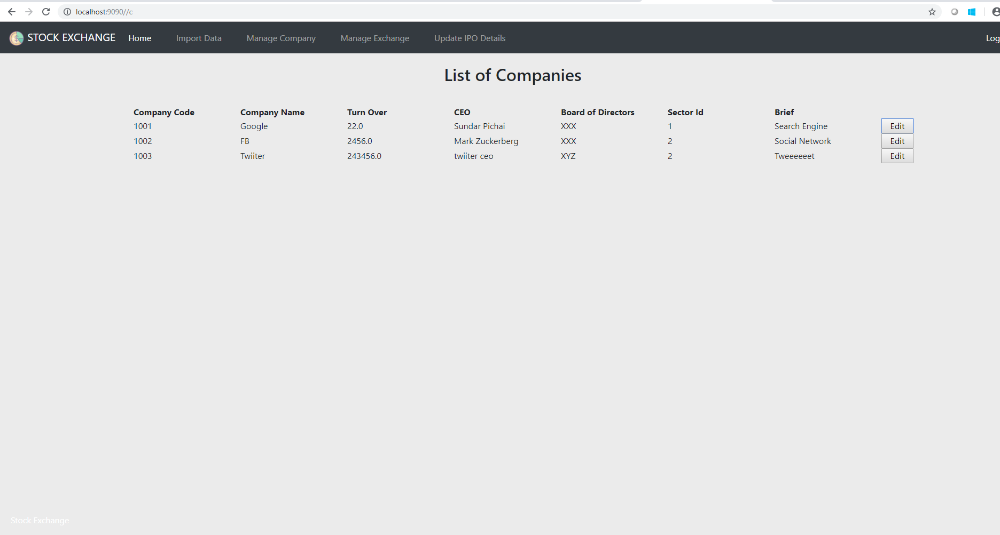 localhost:9090//c
STOCK EXCHANGE Home Import Data Manage Company Manage Exchange Update IPO Details Log
List of Companies
Company Code Company Name Turn Over CEO Board of Directors Sector Id Brief
1001 Google 22.0 Sundar Pichai XXX 1 Search Engine Edit
1002 FB 2456.0 Mark Zuckerberg XXX 2 Social Network Edit
1003 Twiiter 243456.0 twiiter ceo XYZ 2 Tweeeeeet Edit
Stock Exchange